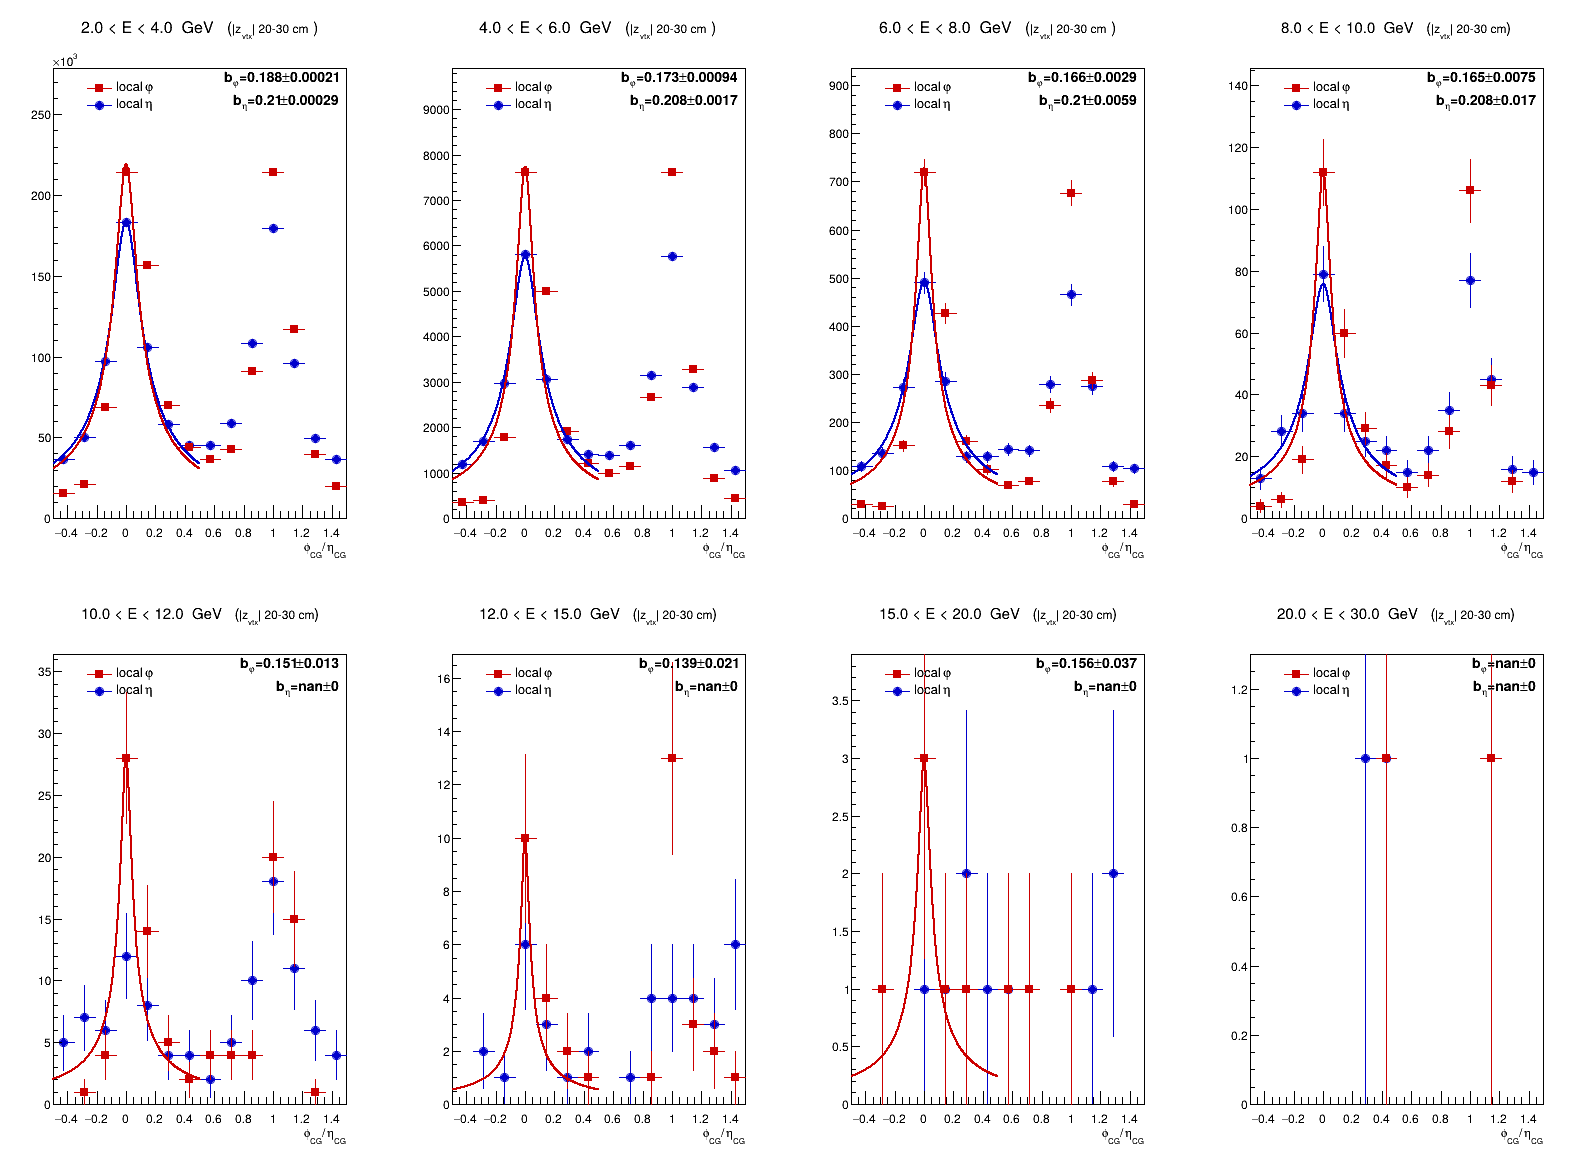 2.0 < E < 4.0 GeV (|z_vtx| 20-30 cm )
×10³
local φ
local η
b_φ=0.188±0.00021
b_η=0.21±0.00029
250
200
150
100
50
0
−0.4 −0.2 0 0.2 0.4 0.6 0.8 1 1.2 1.4
ϕ_CG/η_CG
4.0 < E < 6.0 GeV (|z_vtx| 20-30 cm )
local φ
local η
b_φ=0.173±0.00094
b_η=0.208±0.0017
9000
8000
7000
6000
5000
4000
3000
2000
1000
0
−0.4 −0.2 0 0.2 0.4 0.6 0.8 1 1.2 1.4
ϕ_CG/η_CG
6.0 < E < 8.0 GeV (|z_vtx| 20-30 cm )
local φ
local η
b_φ=0.166±0.0029
b_η=0.21±0.0059
900
800
700
600
500
400
300
200
100
0
−0.4 −0.2 0 0.2 0.4 0.6 0.8 1 1.2 1.4
ϕ_CG/η_CG
8.0 < E < 10.0 GeV (|z_vtx| 20-30 cm)
local φ
local η
b_φ=0.165±0.0075
b_η=0.208±0.017
140
120
100
80
60
40
20
0
−0.4 −0.2 0 0.2 0.4 0.6 0.8 1 1.2 1.4
ϕ_CG/η_CG
10.0 < E < 12.0 GeV (|z_vtx| 20-30 cm)
local φ
local η
b_φ=0.151±0.013
b_η=nan±0
35
30
25
20
15
10
5
0
−0.4 −0.2 0 0.2 0.4 0.6 0.8 1 1.2 1.4
ϕ_CG/η_CG
12.0 < E < 15.0 GeV (|z_vtx| 20-30 cm)
local φ
local η
b_φ=0.139±0.021
b_η=nan±0
16
14
12
10
8
6
4
2
0
−0.4 −0.2 0 0.2 0.4 0.6 0.8 1 1.2 1.4
ϕ_CG/η_CG
15.0 < E < 20.0 GeV (|z_vtx| 20-30 cm)
local φ
local η
b_φ=0.156±0.037
b_η=nan±0
3.5
3
2.5
2
1.5
1
0.5
0
−0.4 −0.2 0 0.2 0.4 0.6 0.8 1 1.2 1.4
ϕ_CG/η_CG
20.0 < E < 30.0 GeV (|z_vtx| 20-30 cm)
local φ
local η
b_φ=nan±0
b_η=nan±0
1.2
1
0.8
0.6
0.4
0.2
0
−0.4 −0.2 0 0.2 0.4 0.6 0.8 1 1.2 1.4
ϕ_CG/η_CG